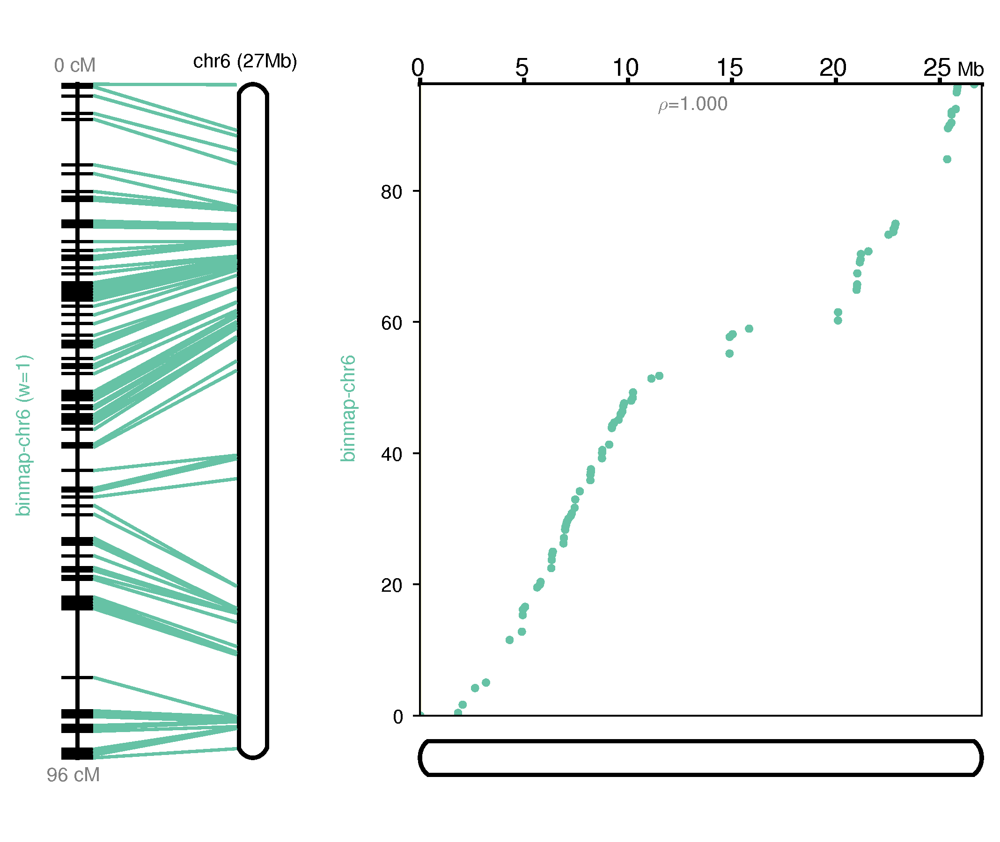 0 cM
chr6 (27Mb)
binmap-chr6 (w=1)
96 cM
0 5 10 15 20 25 Mb
ρ=1.000
binmap-chr6
80
60
40
20
0